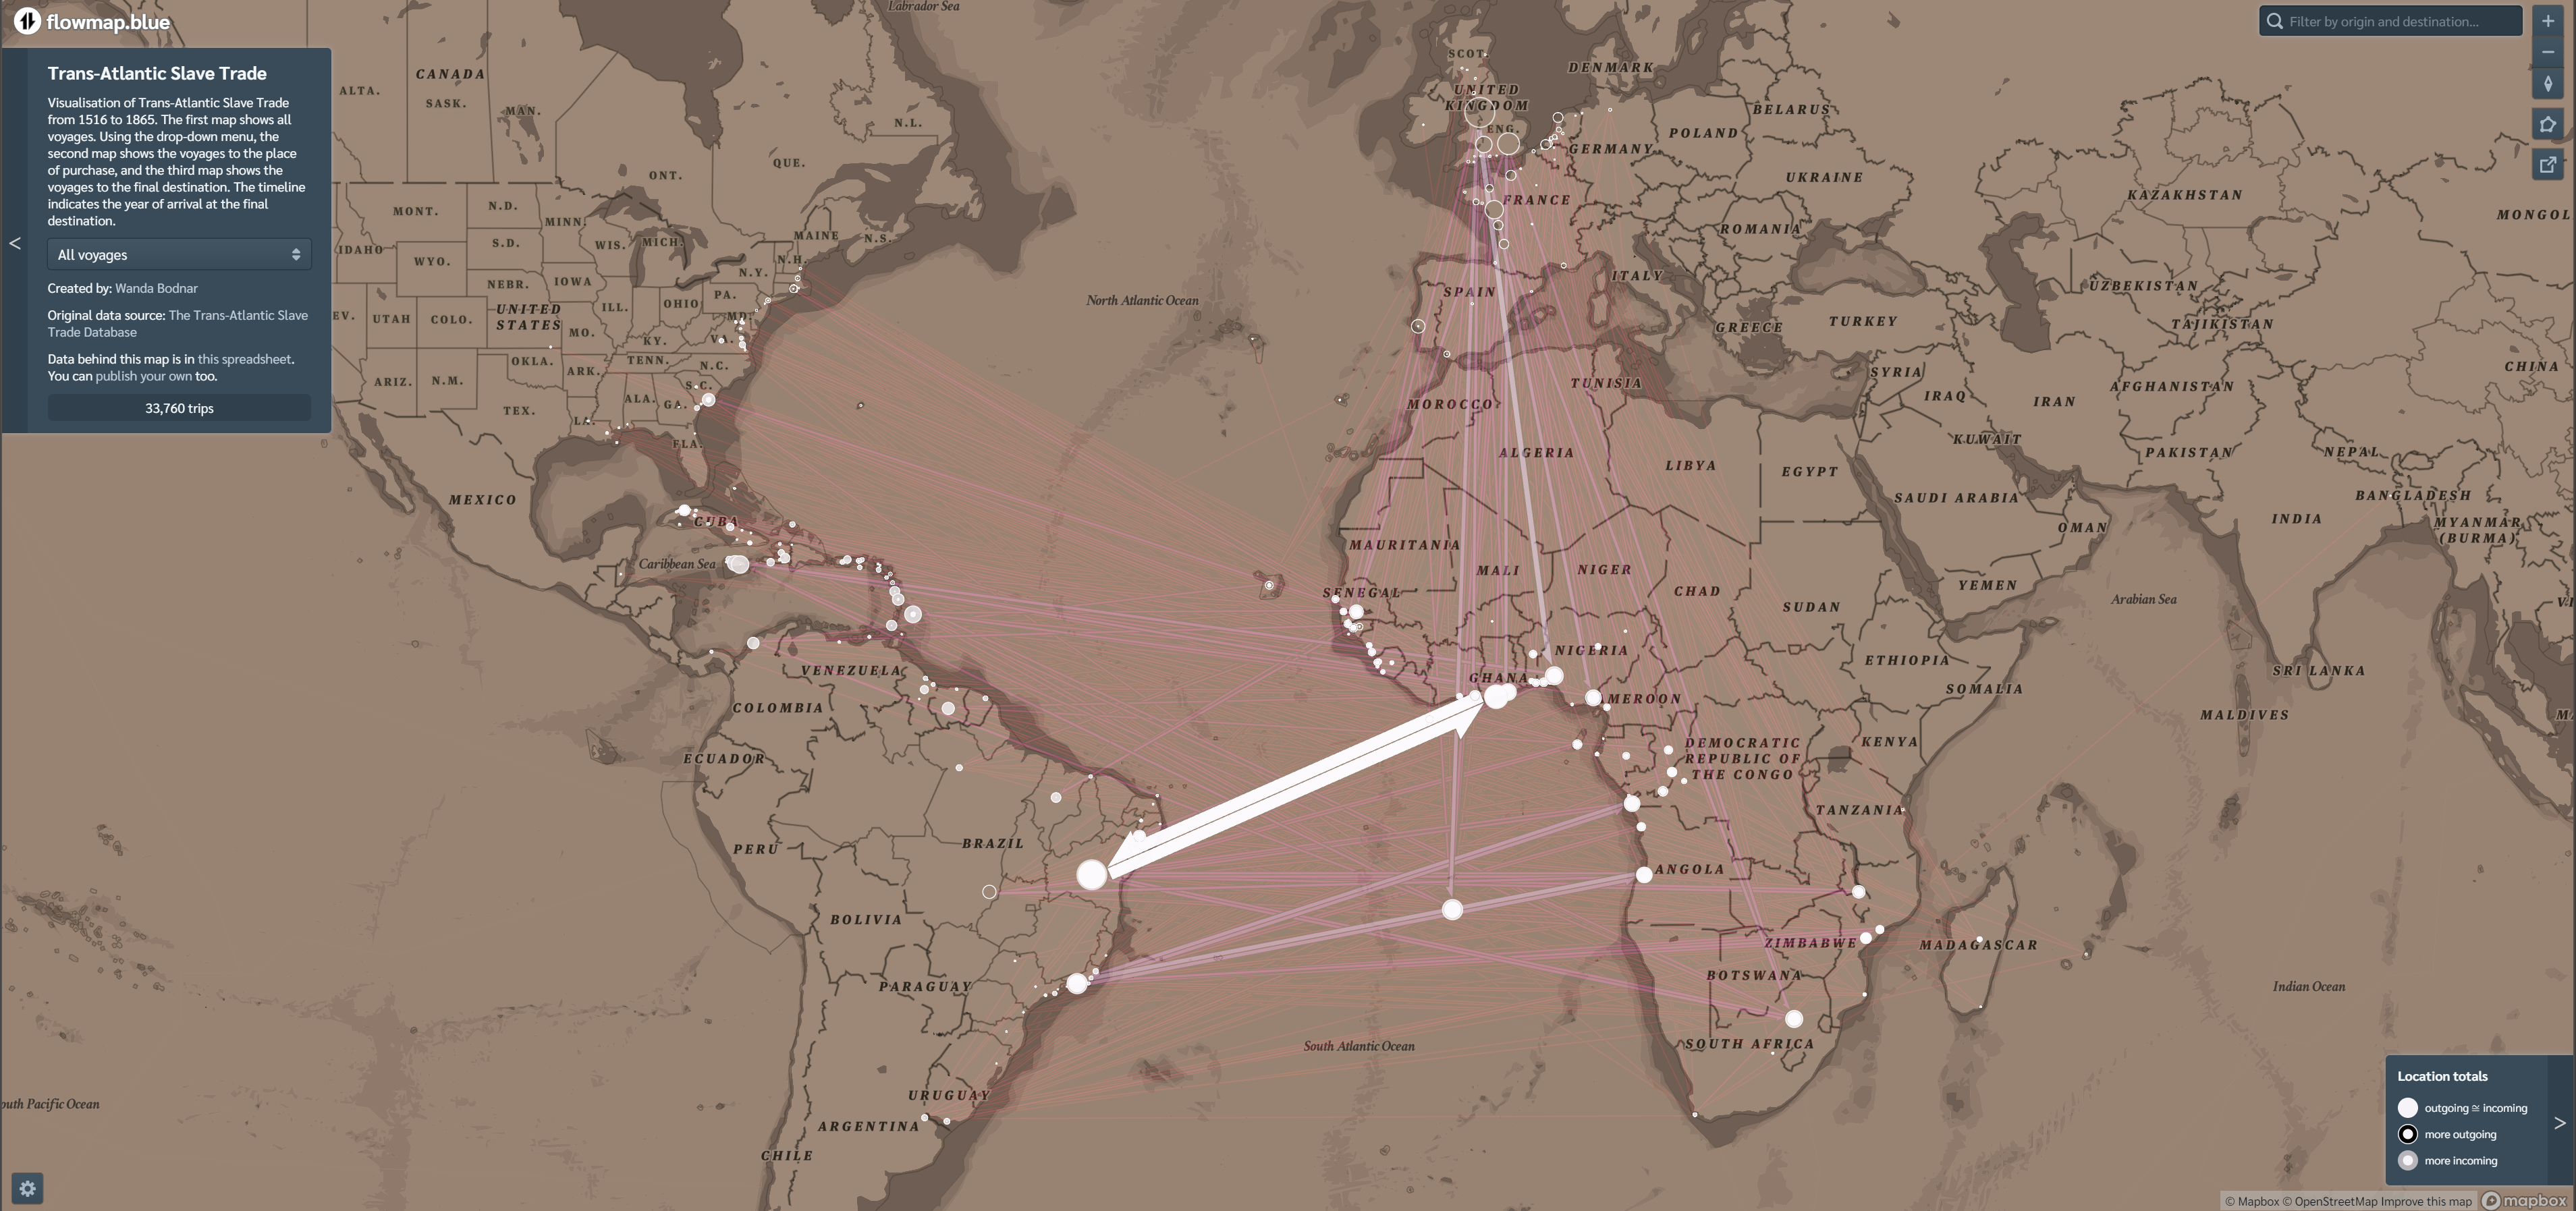 flowmap.blue
Trans-Atlantic Slave Trade
Visualisation of Trans-Atlantic Slave Trade
from 1516 to 1865. The first map shows all
voyages. Using the drop-down menu, the
second map shows the voyages to the place
of purchase, and the third map shows the
voyages to the final destination. The timeline
indicates the year of arrival at the final
destination.
All voyages
Created by: Wanda Bodnar
Original data source: The Trans-Atlantic Slave
Trade Database
Data behind this map is in this spreadsheet.
You can publish your own too.
33,760 trips
<
Filter by origin and destination...
+
−
Labrador Sea
CANADA
ALTA.
SASK.
MAN.
N.L.
ONT.
QUE.
MONT.
N.D.
MINN.
S.D.
WIS.
MICH.
MAINE
N.S.
IDAHO
WYO.
N.H.
N.Y.
NEBR.
IOWA
PA.
OHIO
ILL.
UNITED
STATES
EV.
UTAH
COLO.
MO.
MD.
KY.
VA.
OKLA.
TENN.
N.C.
ARIZ.
N.M.
ARK.
S.C.
TEX.
ALA.
GA.
LA.
FLA.
MEXICO
CUBA
Caribbean Sea
VENEZUELA
COLOMBIA
ECUADOR
PERU
BRAZIL
BOLIVIA
PARAGUAY
URUGUAY
ARGENTINA
CHILE
outh Pacific Ocean
North Atlantic Ocean
South Atlantic Ocean
SCOT.
DENMARK
UNITED
KINGDOM
ENG.
BELARUS
POLAND
GERMANY
UKRAINE
FRANCE
ROMANIA
ITALY
SPAIN
GREECE
TURKEY
KAZAKHSTAN
MONGOL
UZBEKISTAN
TAJIKISTAN
CHINA
SYRIA
AFGHANISTAN
IRAQ
IRAN
TUNISIA
MOROCCO
KUWAIT
ALGERIA
LIBYA
EGYPT
PAKISTAN
NEPAL
SAUDI ARABIA
BANGLADESH
OMAN
INDIA
MYANMAR
(BURMA)
MAURITANIA
MALI
NIGER
SENEGAL
CHAD
SUDAN
YEMEN
Arabian Sea
VI
NIGERIA
ETHIOPIA
SRI LANKA
GHANA
SOMALIA
MEROON
MALDIVES
M
DEMOCRATIC
REPUBLIC OF
THE CONGO
KENYA
TANZANIA
ANGOLA
ZIMBABWE
MADAGASCAR
BOTSWANA
Indian Ocean
SOUTH AFRICA
Location totals
outgoing ≅ incoming
more outgoing
more incoming
>
© Mapbox © OpenStreetMap Improve this map
mapbox